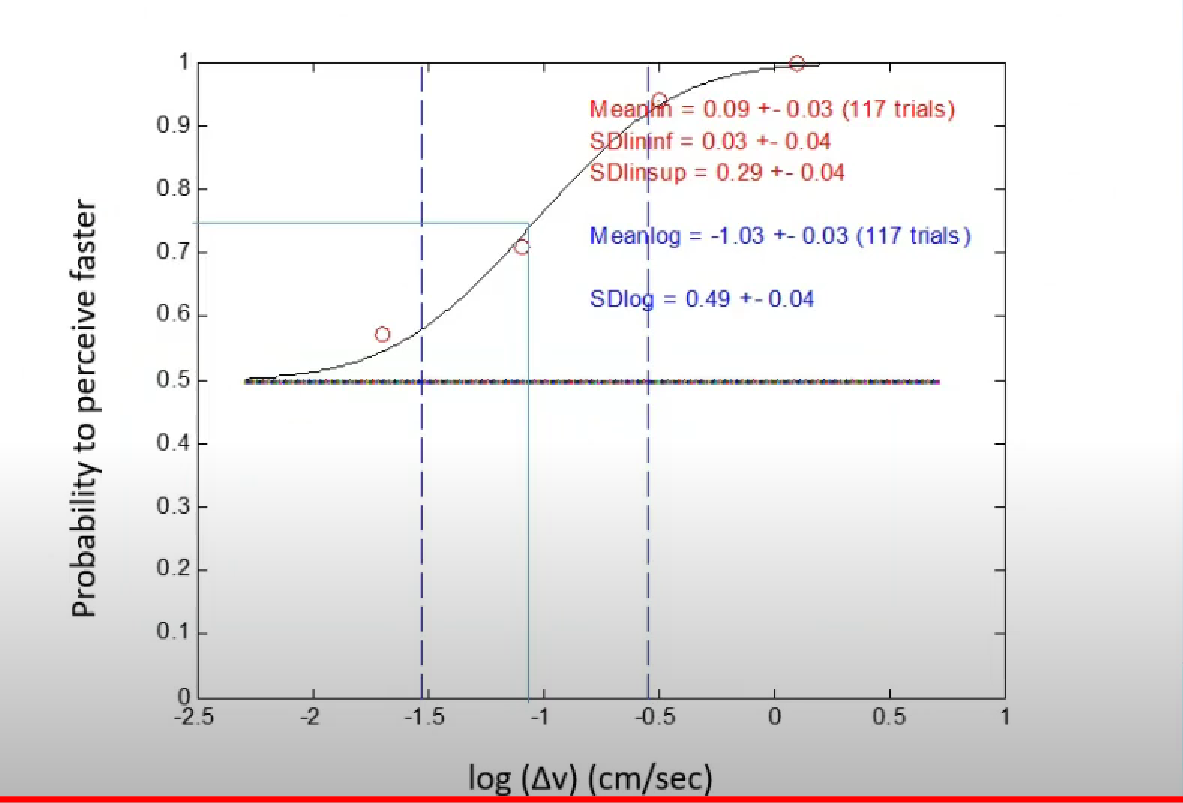 Probability to perceive faster
1
0.9
0.8
0.7
0.6
0.5
0.4
0.3
0.2
0.1
0
-2.5 -2 -1.5 -1 -0.5 0 0.5 1
Meanlin = 0.09 +- 0.03 (117 trials)
SDlininf = 0.03 +- 0.04
SDlinsup = 0.29 +- 0.04
Meanlog = -1.03 +- 0.03 (117 trials)
SDlog = 0.49 +- 0.04
log (Δv) (cm/sec)